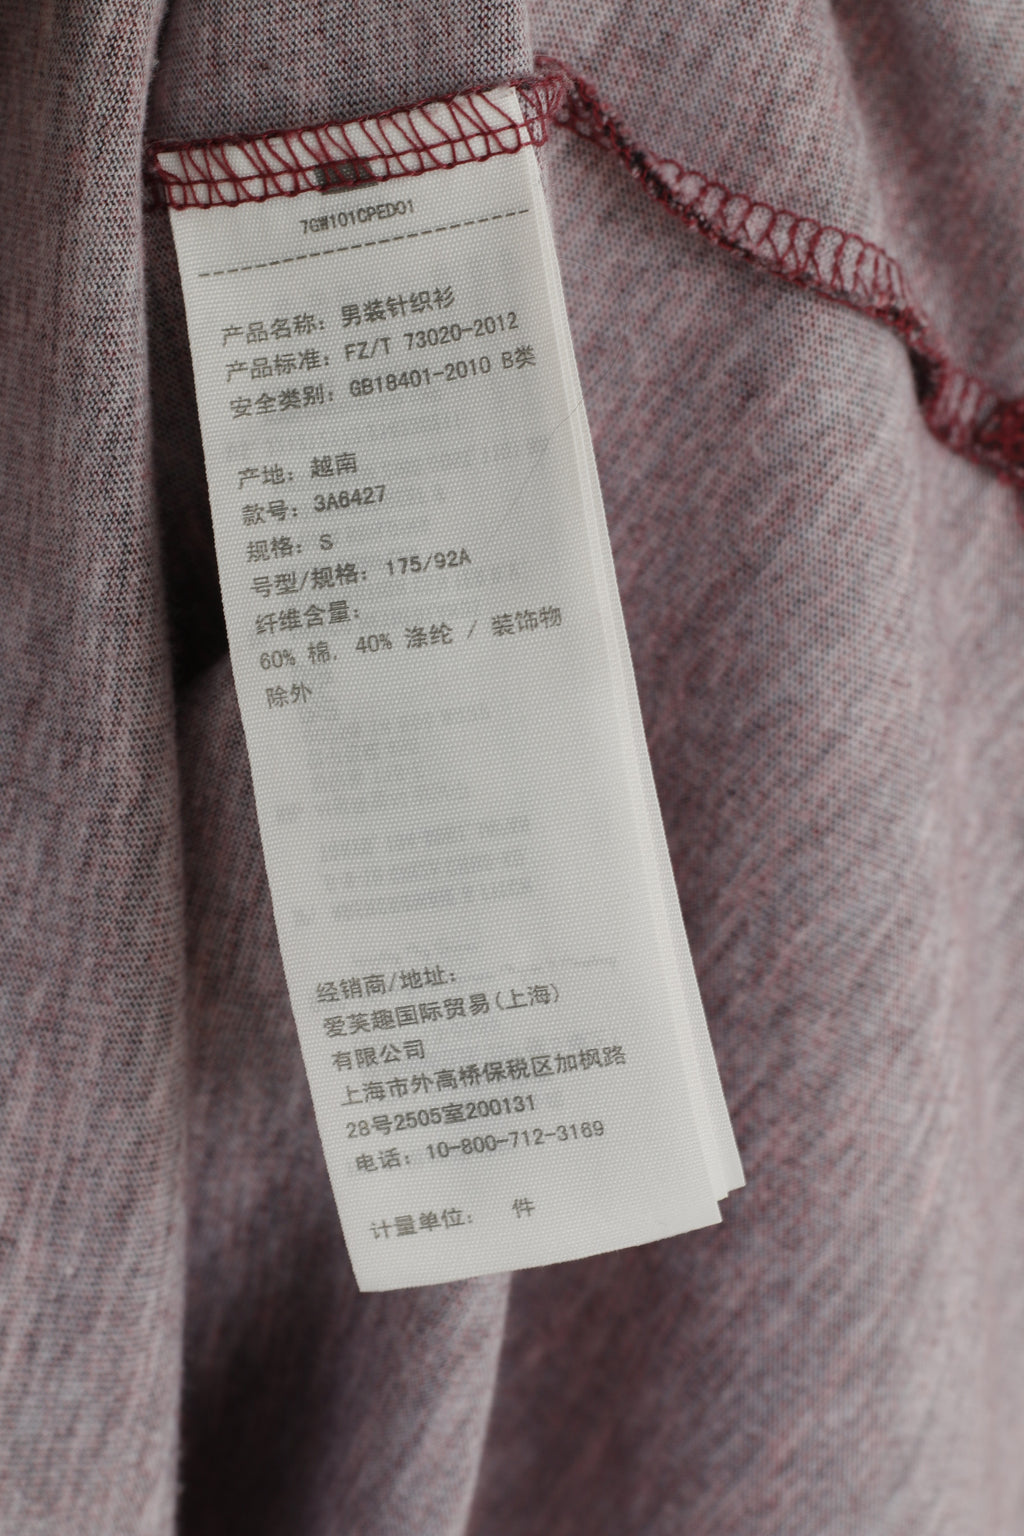 7GW101CPED01
产品名称: 男装针织衫
产品标准: FZ/T 73020-2012
安全类别: GB18401-2010 B类
产地: 越南
款号: 3A6427
规格: S
号型/规格: 175/92A
纤维含量:
60% 棉, 40% 涤纶 / 装饰物
除外
经销商/地址:
爱芙趣国际贸易(上海)
有限公司
上海市外高桥保税区加枫路
28号2505室200131
电话: 10-800-712-3169
计量单位: 件